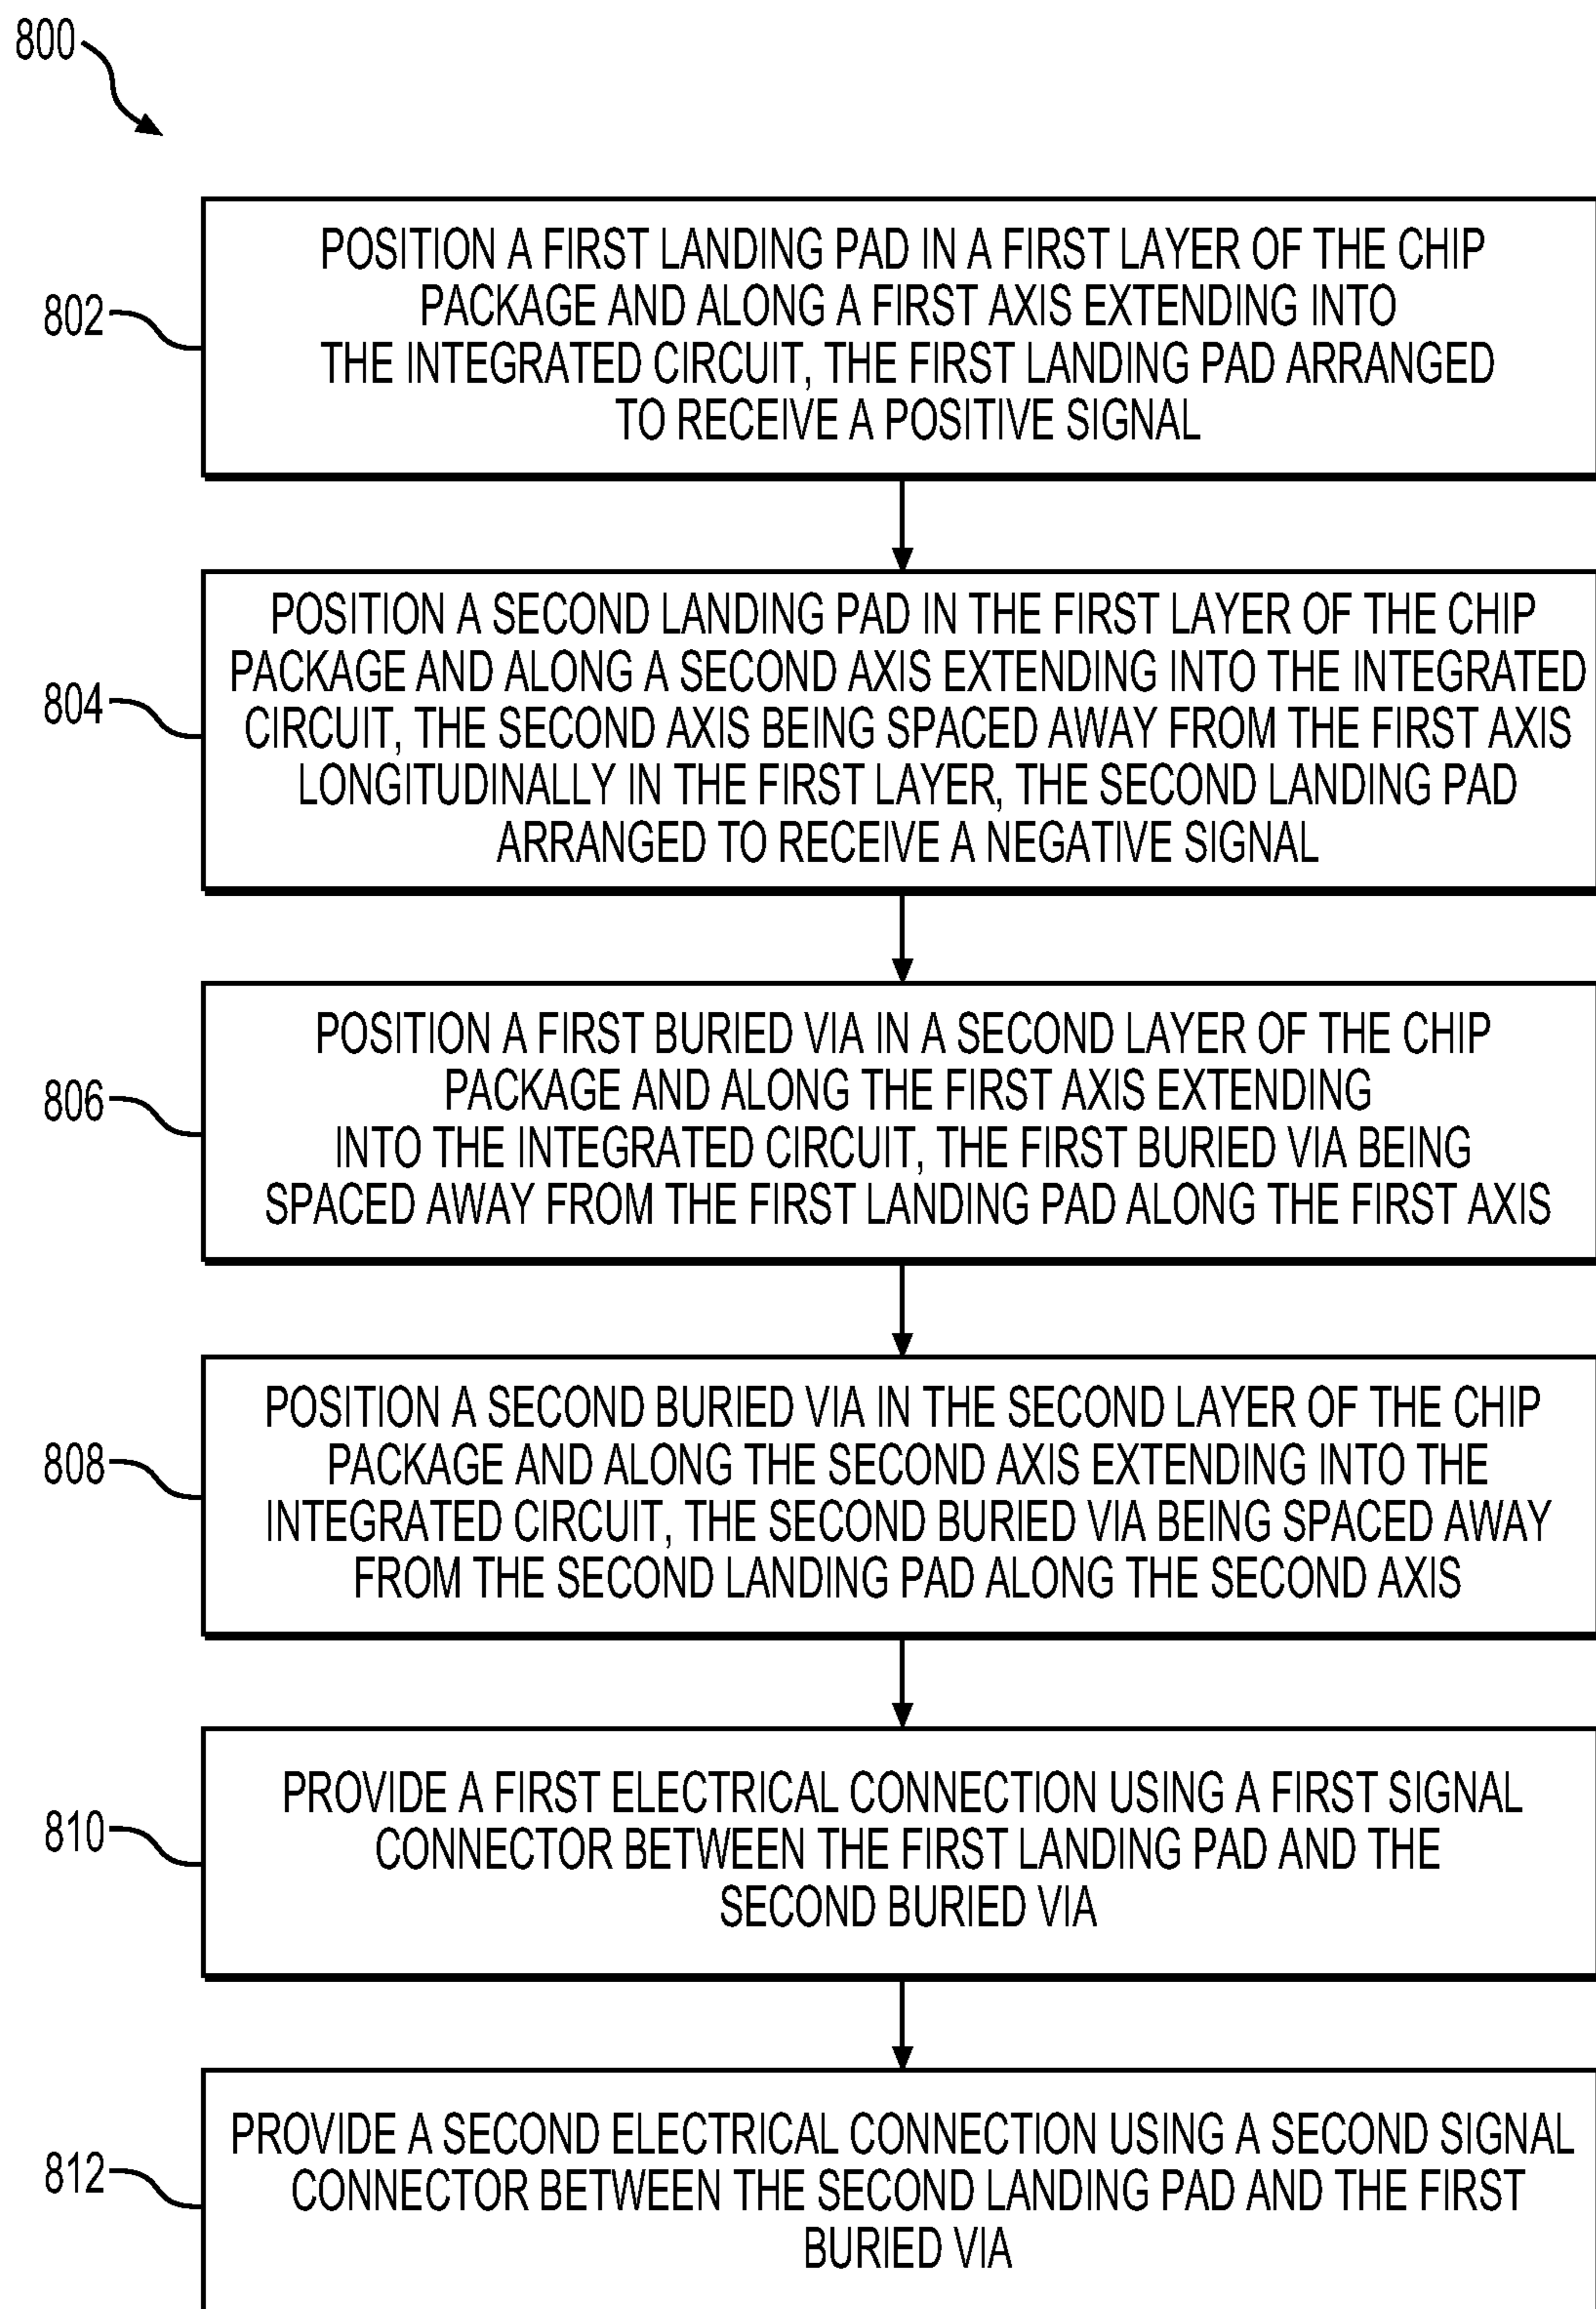 800
802
POSITION A FIRST LANDING PAD IN A FIRST LAYER OF THE CHIP
PACKAGE AND ALONG A FIRST AXIS EXTENDING INTO
THE INTEGRATED CIRCUIT, THE FIRST LANDING PAD ARRANGED
TO RECEIVE A POSITIVE SIGNAL
804
POSITION A SECOND LANDING PAD IN THE FIRST LAYER OF THE CHIP
PACKAGE AND ALONG A SECOND AXIS EXTENDING INTO THE INTEGRATED
CIRCUIT, THE SECOND AXIS BEING SPACED AWAY FROM THE FIRST AXIS
LONGITUDINALLY IN THE FIRST LAYER, THE SECOND LANDING PAD
ARRANGED TO RECEIVE A NEGATIVE SIGNAL
806
POSITION A FIRST BURIED VIA IN A SECOND LAYER OF THE CHIP
PACKAGE AND ALONG THE FIRST AXIS EXTENDING
INTO THE INTEGRATED CIRCUIT, THE FIRST BURIED VIA BEING
SPACED AWAY FROM THE FIRST LANDING PAD ALONG THE FIRST AXIS
808
POSITION A SECOND BURIED VIA IN THE SECOND LAYER OF THE CHIP
PACKAGE AND ALONG THE SECOND AXIS EXTENDING INTO THE
INTEGRATED CIRCUIT, THE SECOND BURIED VIA BEING SPACED AWAY
FROM THE SECOND LANDING PAD ALONG THE SECOND AXIS
810
PROVIDE A FIRST ELECTRICAL CONNECTION USING A FIRST SIGNAL
CONNECTOR BETWEEN THE FIRST LANDING PAD AND THE
SECOND BURIED VIA
812
PROVIDE A SECOND ELECTRICAL CONNECTION USING A SECOND SIGNAL
CONNECTOR BETWEEN THE SECOND LANDING PAD AND THE FIRST
BURIED VIA